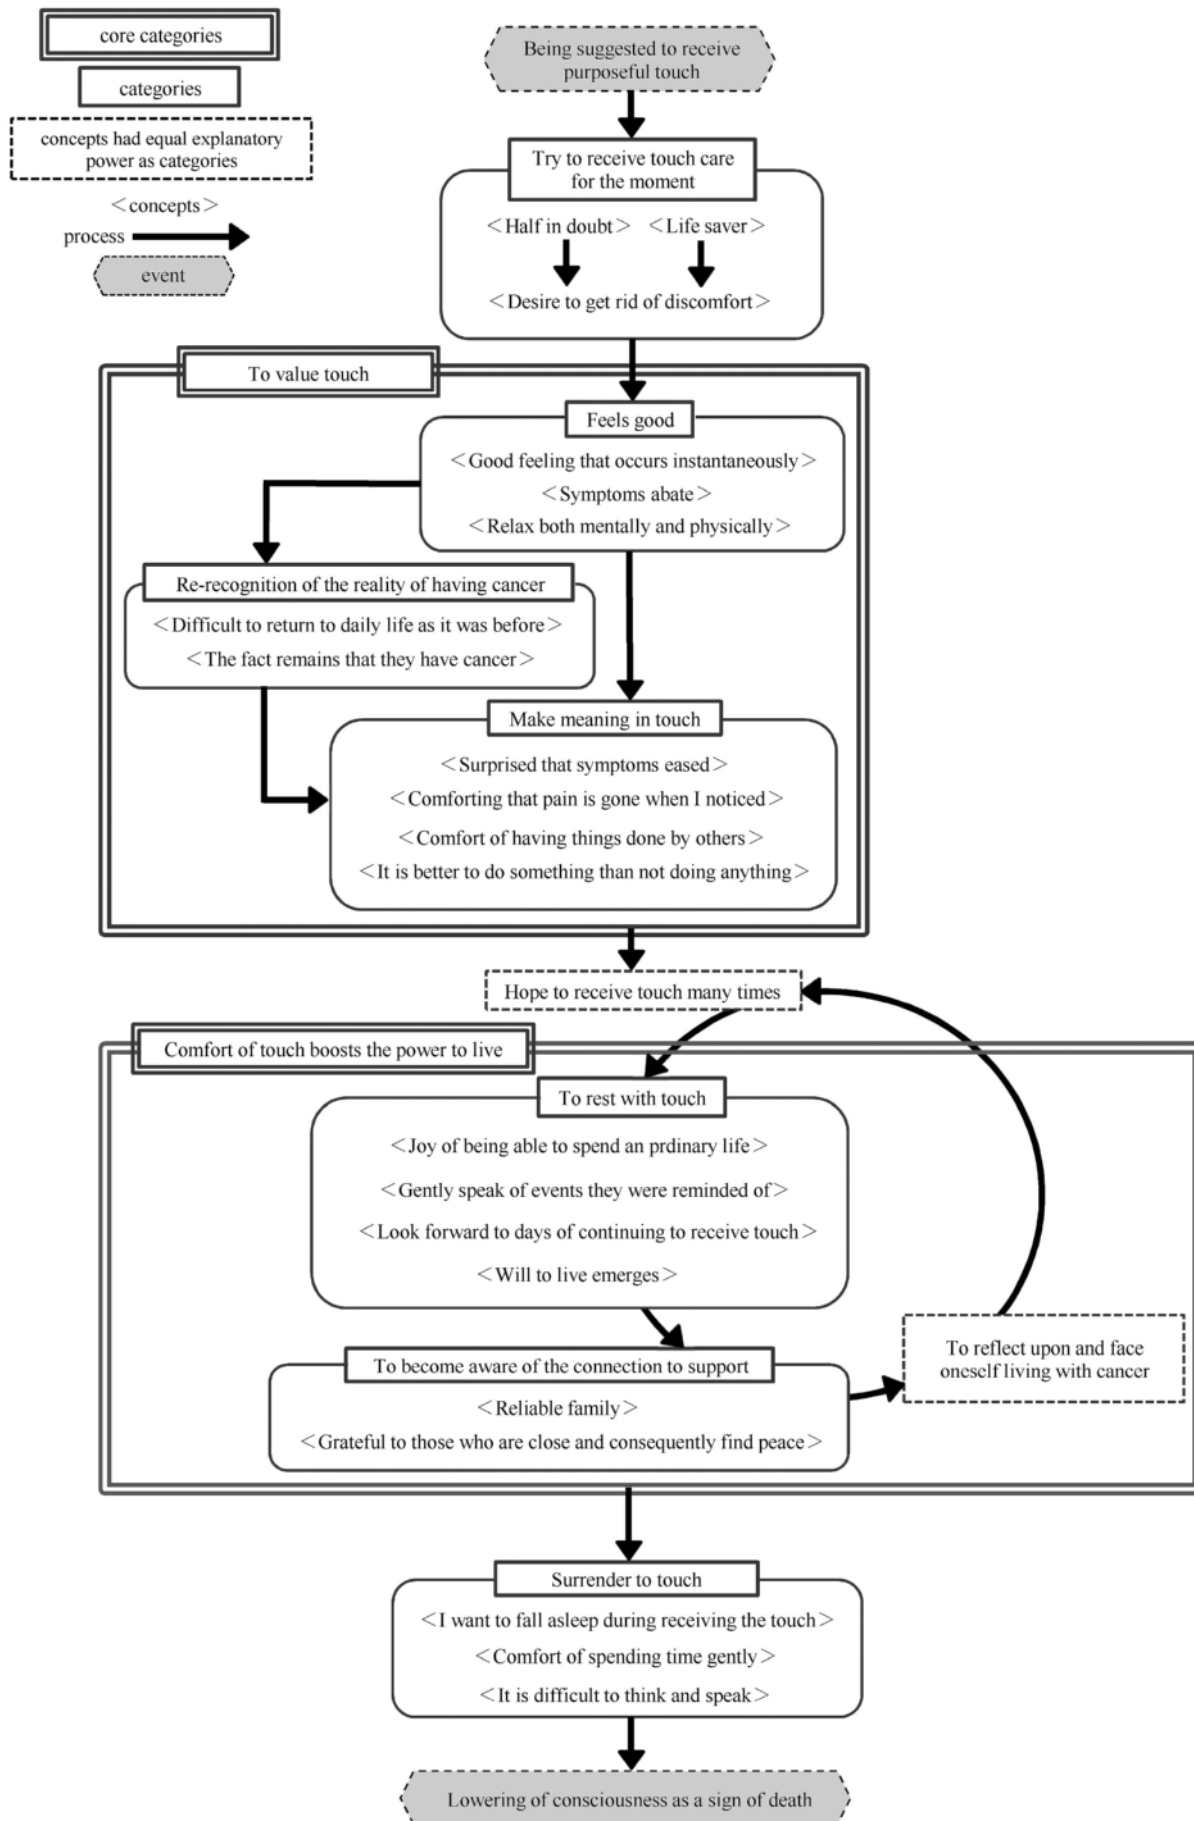 core categories
categories
concepts had equal explanatory
power as categories
<concepts>
process
event
Being suggested to receive
purposeful touch
Try to receive touch care
for the moment
<Half in doubt> <Life saver>
<Desire to get rid of discomfort>
To value touch
Feels good
<Good feeling that occurs instantaneously>
<Symptoms abate>
<Relax both mentally and physically>
Re-recognition of the reality of having cancer
<Difficult to return to daily life as it was before>
<The fact remains that they have cancer>
Make meaning in touch
<Surprised that symptoms eased>
<Comforting that pain is gone when I noticed>
<Comfort of having things done by others>
<It is better to do something than not doing anything>
Hope to receive touch many times
Comfort of touch boosts the power to live
To rest with touch
<Joy of being able to spend an prdinary life>
<Gently speak of events they were reminded of>
<Look forward to days of continuing to receive touch>
<Will to live emerges>
To become aware of the connection to support
<Reliable family>
<Grateful to those who are close and consequently find peace>
To reflect upon and face
oneself living with cancer
Surrender to touch
<I want to fall asleep during receiving the touch>
<Comfort of spending time gently>
<It is difficult to think and speak>
Lowering of consciousness as a sign of death